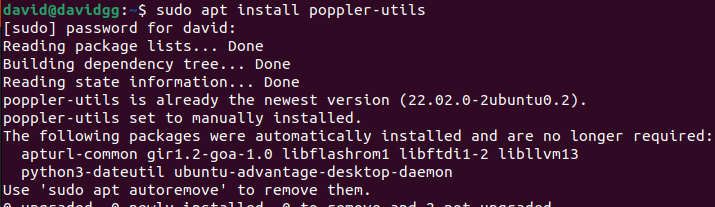 david@davidgg:~$ sudo apt install poppler-utils
[sudo] password for david:
Reading package lists... Done
Building dependency tree... Done
Reading state information... Done
poppler-utils is already the newest version (22.02.0-2ubuntu0.2).
poppler-utils set to manually installed.
The following packages were automatically installed and are no longer required:
  apturl-common gir1.2-goa-1.0 libflashrom1 libftdi1-2 libllvm13
  python3-dateutil ubuntu-advantage-desktop-daemon
Use 'sudo apt autoremove' to remove them.
0 upgraded, 0 newly installed, 0 to remove and 2 not upgraded